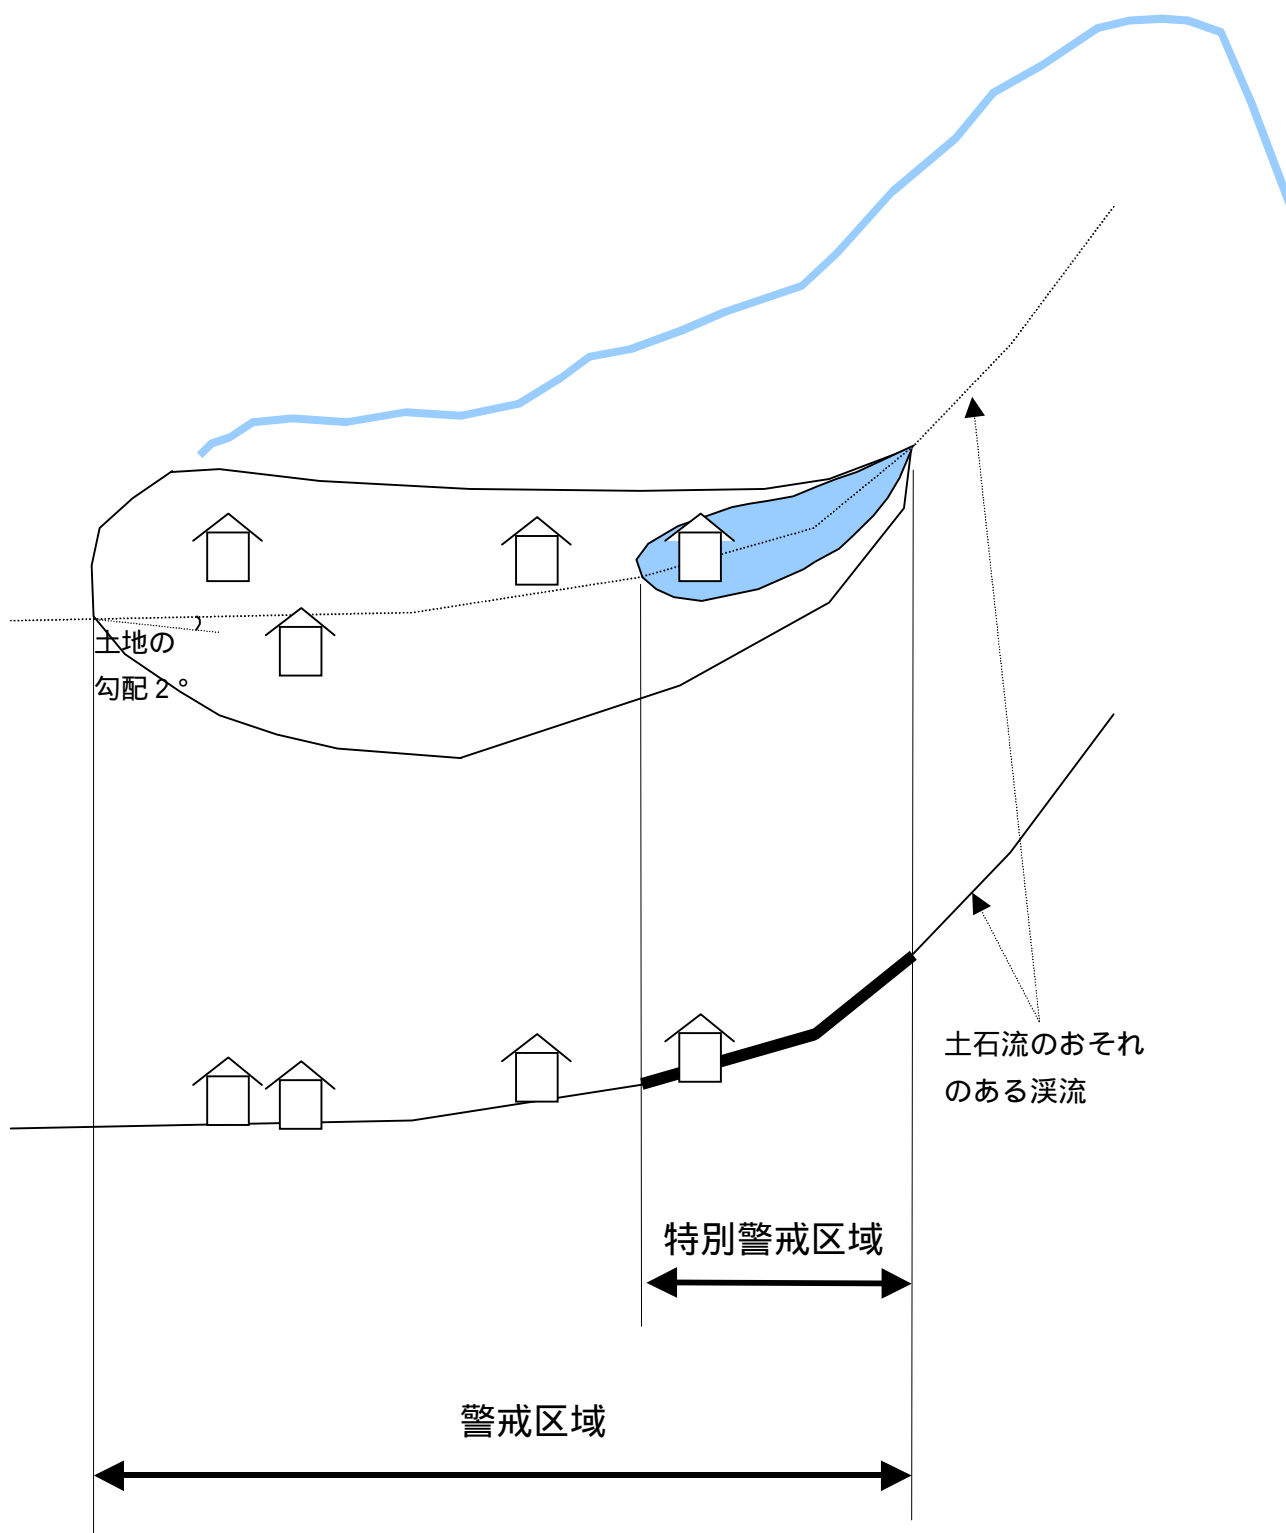 土地の
勾配２°
土石流のおそれ
のある渓流
特別警戒区域
警戒区域